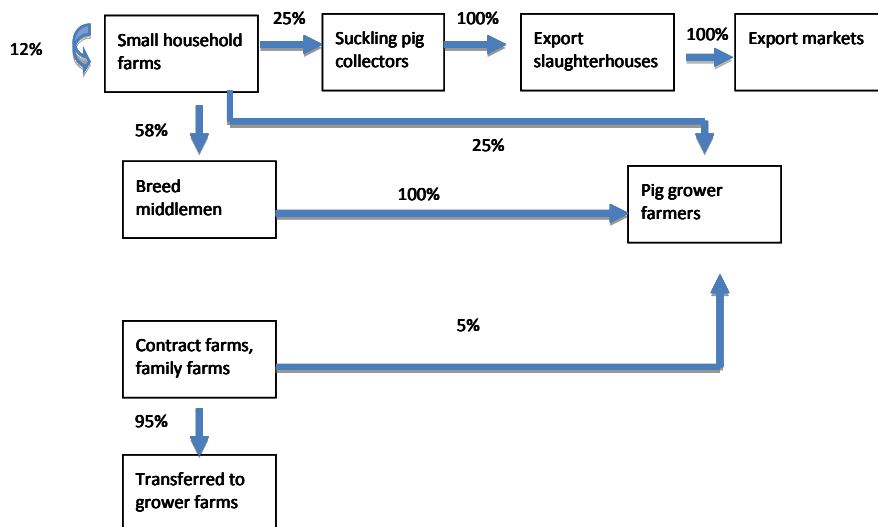 25%
100%
12%
Small household
farms
Suckling pig
collectors
Export
slaughterhouses
100%
Export markets
58%
25%
Breed
middlemen
100%
Pig grower
farmers
5%
Contract farms,
family farms
95%
Transferred to
grower farms